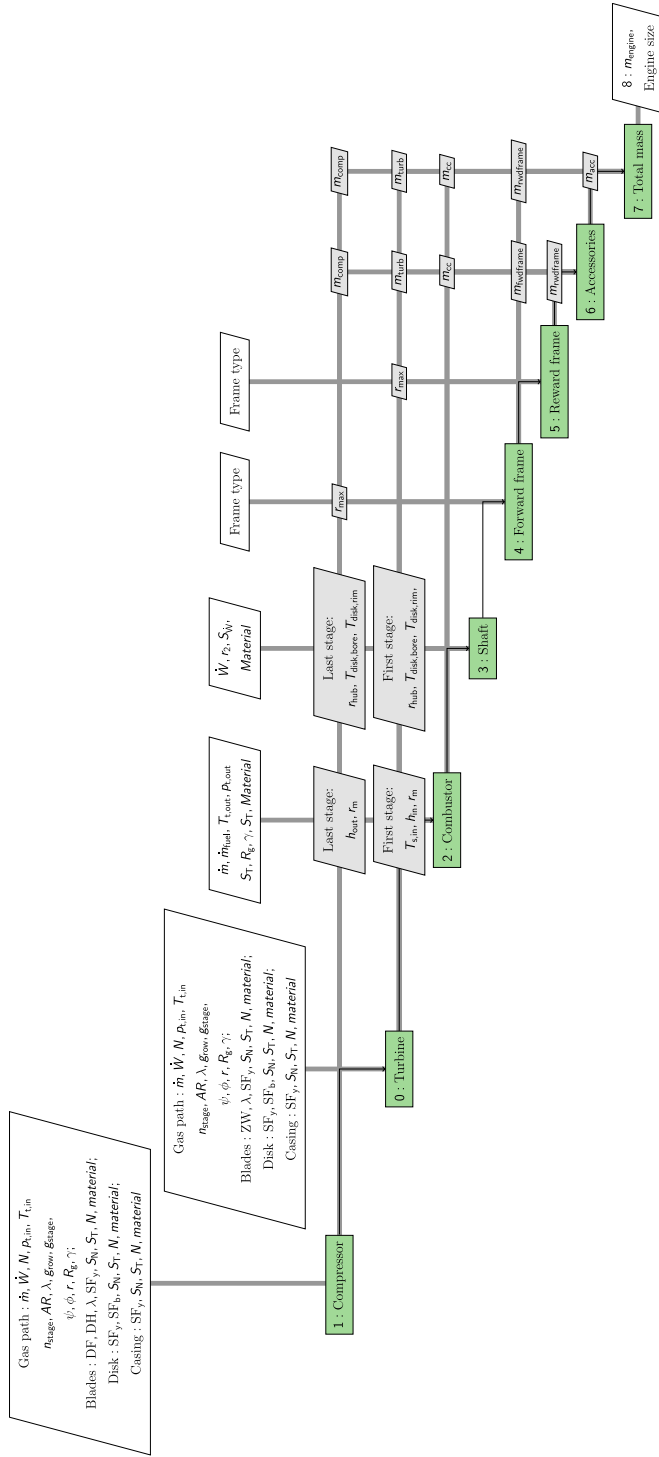 Gas path : ṁ, Ẇ, N, p_t,in, T_t,in
n_stage, AR, λ, g_row, g_stage,
ψ, ϕ, r, R_g, γ;
Blades : DF, DH, λ, SF_y, S_N, S_T, N, material;
Disk : SF_y, SF_b, S_N, S_T, N, material;
Casing : SF_y, S_N, S_T, N, material
Gas path : ṁ, Ẇ, N, p_t,in, T_t,in
n_stage, AR, λ, g_row, g_stage,
ψ, ϕ, r, R_g, γ;
Blades : ZW, λ, SF_y, S_N, S_T, N, material;
Disk : SF_y, SF_b, S_N, S_T, N, material;
Casing : SF_y, S_N, S_T, N, material
ṁ, ṁ_fuel, T_t,out, p_t,out
S_T, R_g, γ, S_T, Material
Ẇ, r_2, S_Ẇ,
Material
Frame type
Frame type
1 : Compressor
Last stage:
h_out, r_m
Last stage:
r_hub, T_disk,bore, T_disk,rim
r_max
m_comp
m_comp
0 : Turbine
First stage:
T_s,in, h_in, r_m
First stage:
r_hub, T_disk,bore, T_disk,rim,
r_max
m_turb
m_turb
2 : Combustor
m_cc
m_cc
3 : Shaft
4 : Forward frame
m_fwdframe
m_rwdframe
5 : Reward frame
m_rwdframe
6 : Accessories
m_acc
7 : Total mass
8 : m_engine,
Engine size